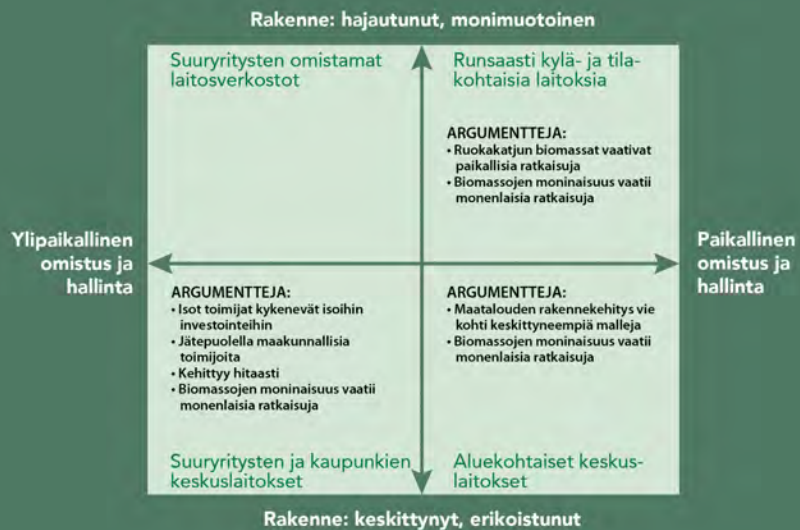 Rakenne: hajautunut, monimuotoinen
Suuryritysten omistamat
laitosverkostot
Runsaasti kylä- ja tila-
kohtaisia laitoksia
ARGUMENTTEJA:
• Ruokakatjun biomassat vaativat
paikallisia ratkaisuja
• Biomassojen moninaisuus vaatii
monenlaisia ratkaisuja
Ylipaikallinen
omistus ja
hallinta
Paikallinen
omistus ja
hallinta
ARGUMENTTEJA:
• Isot toimijat kykenevät isoihin
investointeihin
• Jätepuolella maakunnallisia
toimijoita
• Kehittyy hitaasti
• Biomassojen moninaisuus vaatii
monenlaisia ratkaisuja
ARGUMENTTEJA:
• Maatalouden rakennekehitys vie
kohti keskittyneempiä malleja
• Biomassojen moninaisuus vaatii
monenlaisia ratkaisuja
Suuryritysten ja kaupunkien
keskuslaitokset
Aluekohtaiset keskus-
laitokset
Rakenne: keskittynyt, erikoistunut